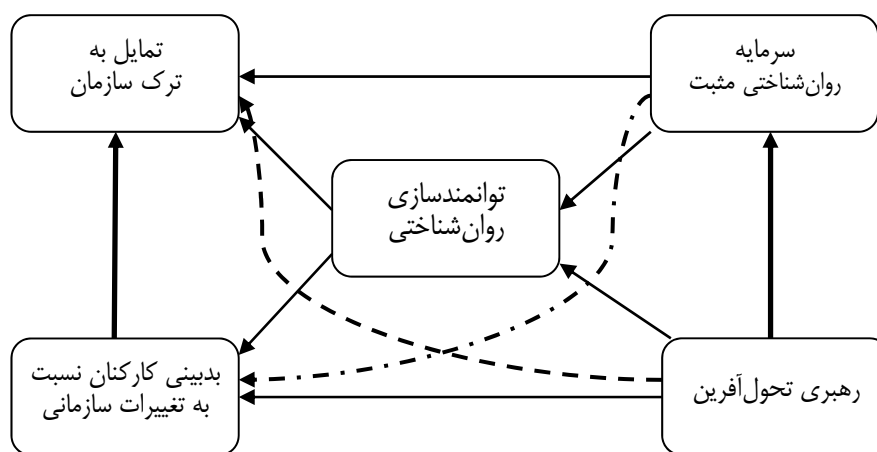 سرمایه
روان‌شناختی مثبت
تمایل به
ترک سازمان
توانمندسازی
روان‌شناختی
رهبری تحول‌آفرین
بدبینی کارکنان نسبت
به تغییرات سازمانی